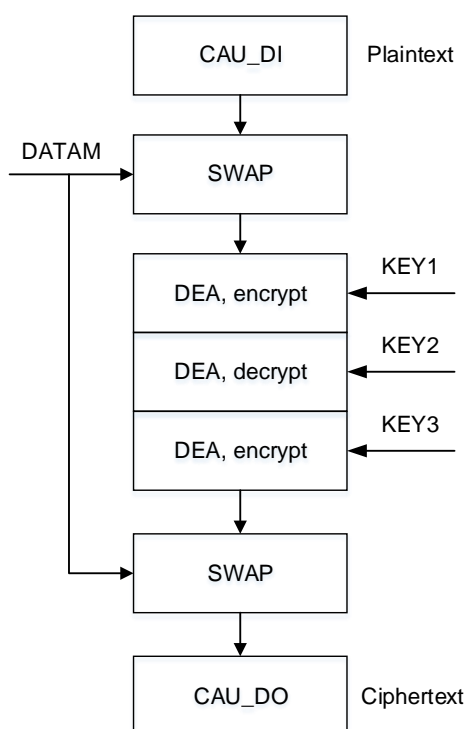 CAU_DI
Plaintext
DATAM
SWAP
KEY1
DEA, encrypt
KEY2
DEA, decrypt
KEY3
DEA, encrypt
SWAP
CAU_DO
Ciphertext